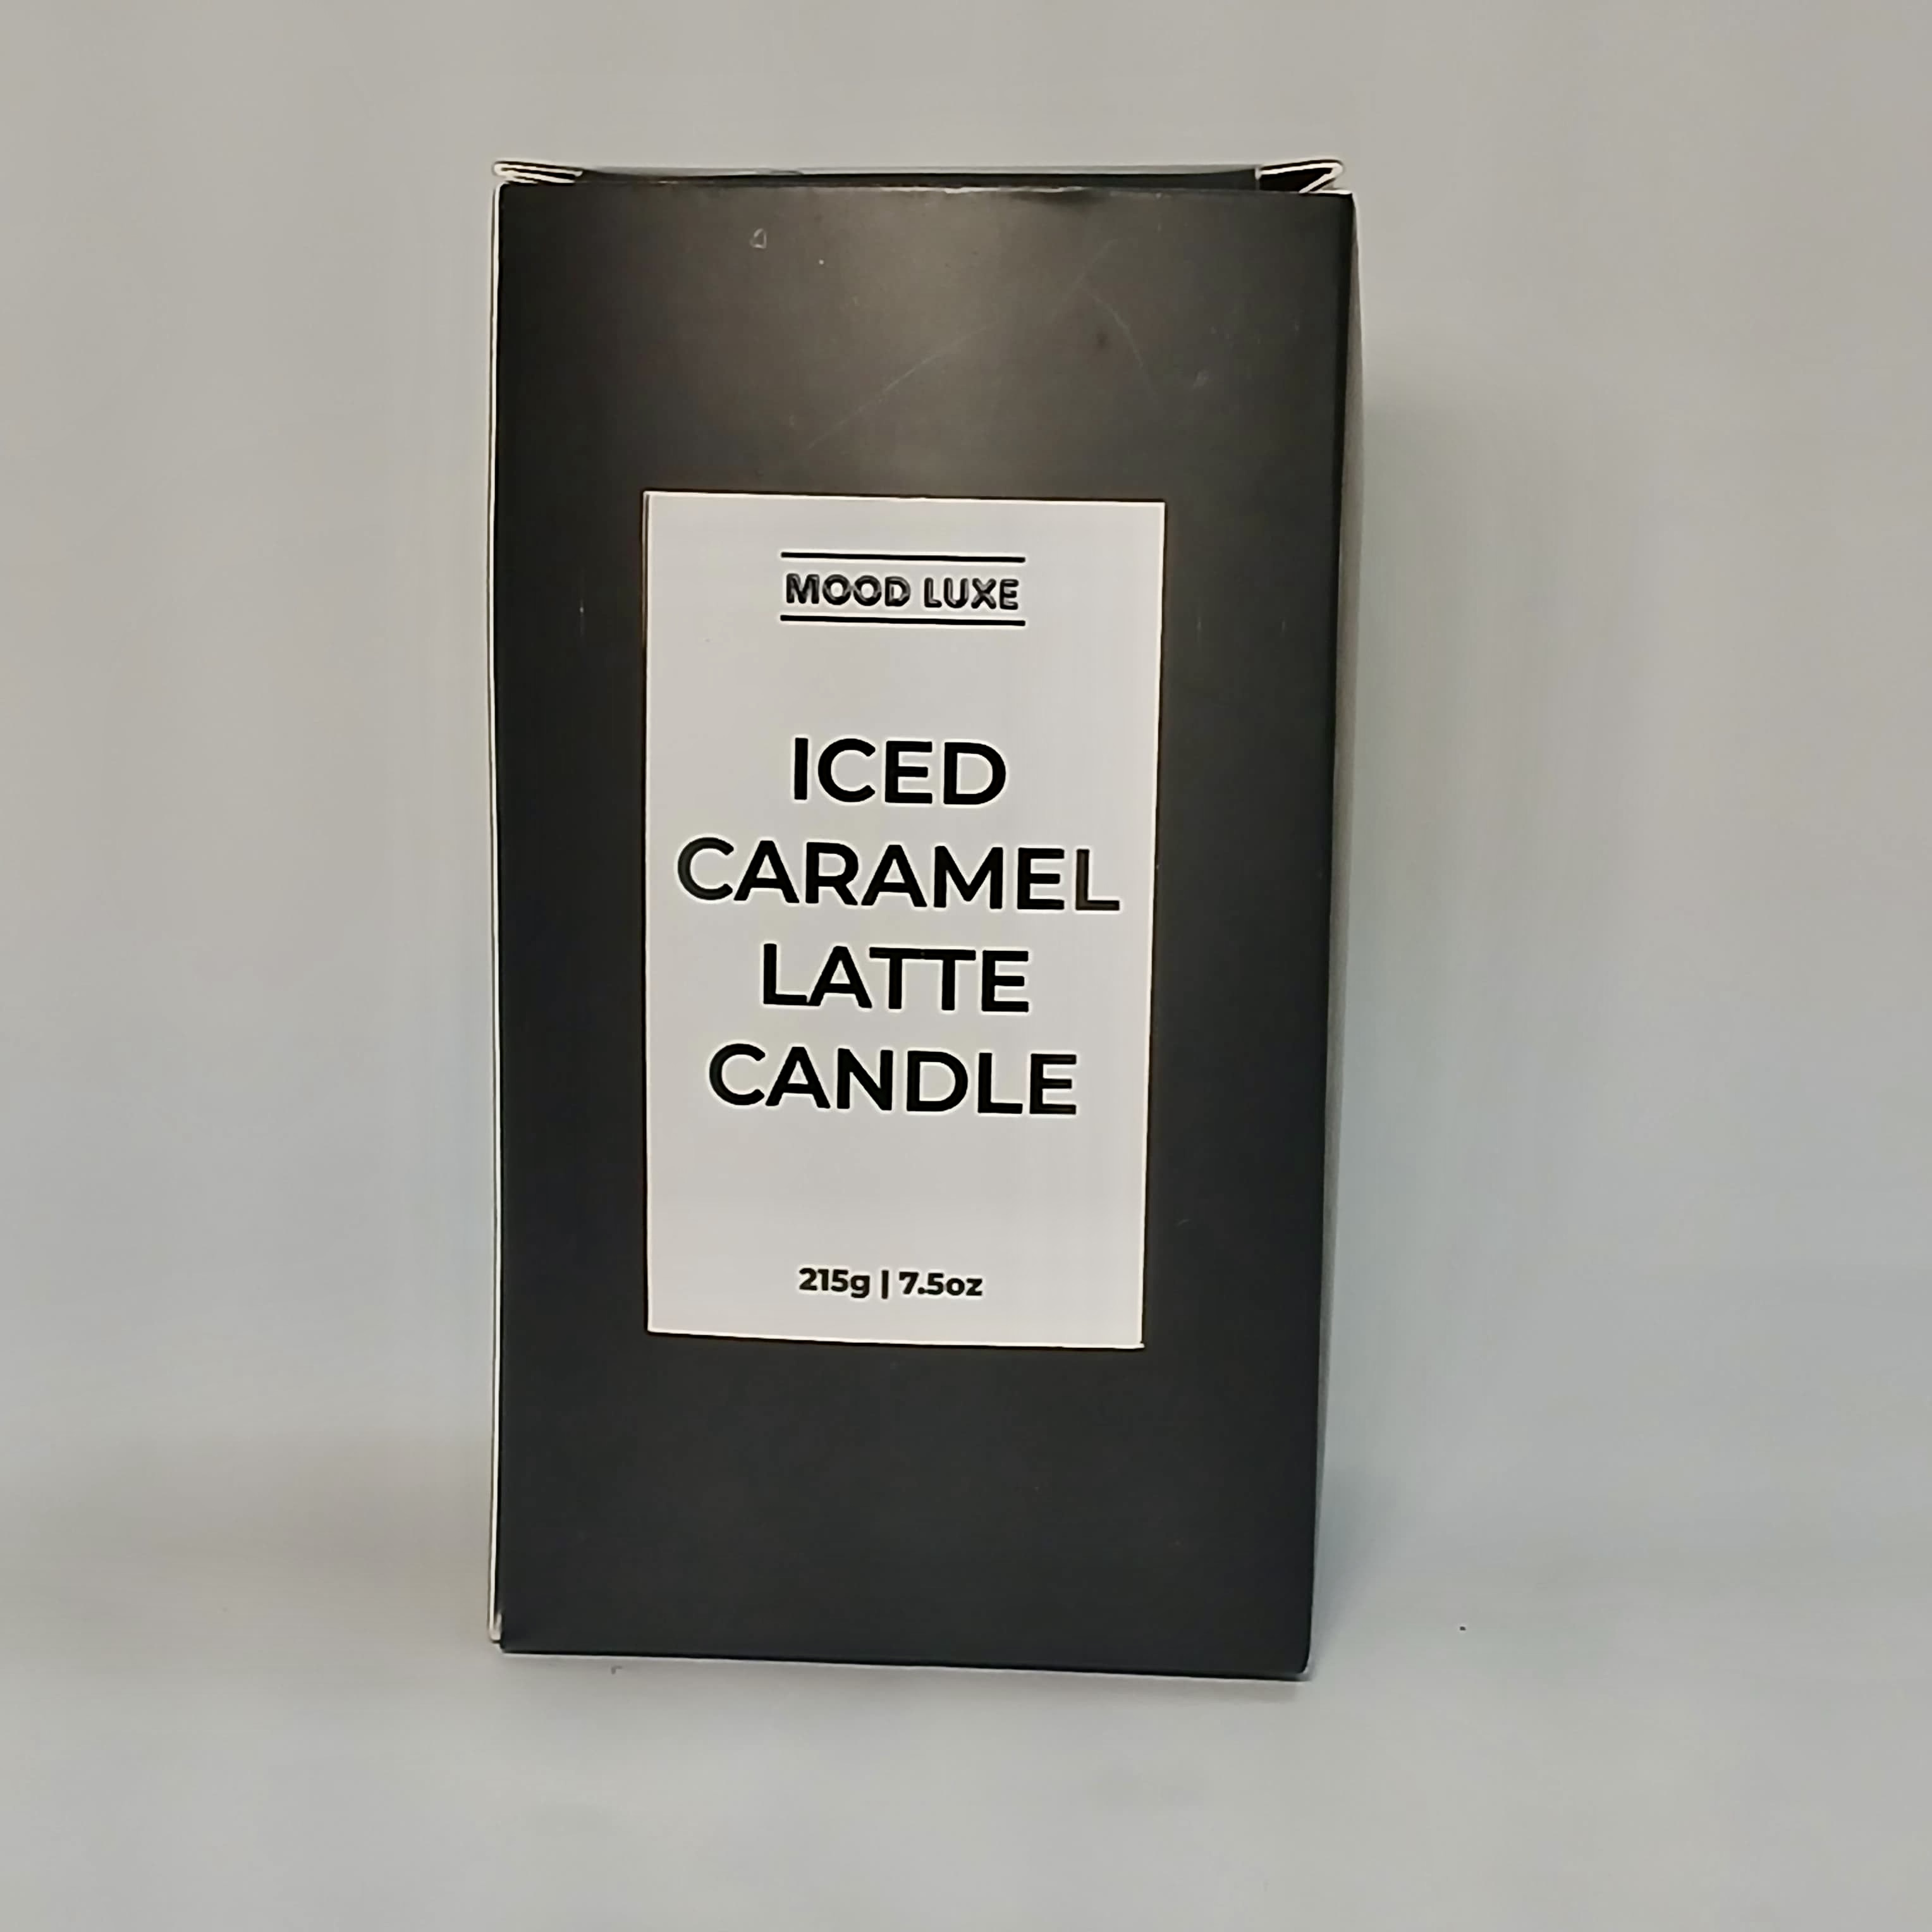 MOOD LUXE
ICED
CARAMEL
LATTE
CANDLE
215g | 7.5oz